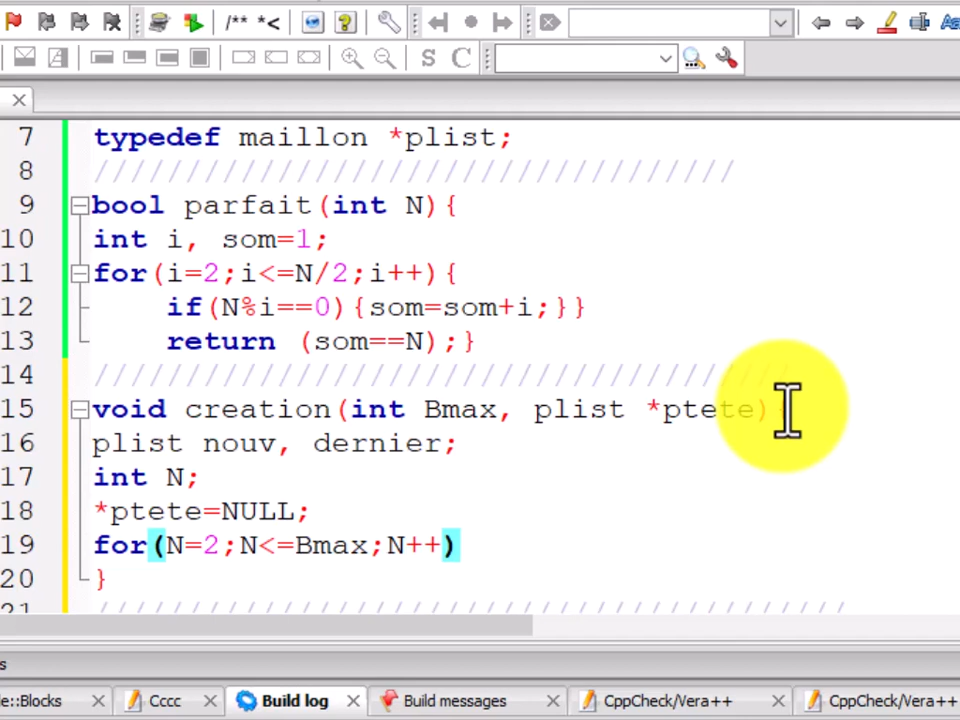 /** *<
S C
7 typedef maillon *plist;
8 ///////////////////////////////////
9 bool parfait(int N){
10 int i, som=1;
11 for(i=2;i<=N/2;i++){
12 if(N%i==0){som=som+i;}}
13 return (som==N);}
14 //////////////////////////////////////
15 void creation(int Bmax, plist *ptete){
16 plist nouv, dernier;
17 int N;
18 *ptete=NULL;
19 for(N=2;N<=Bmax;N++)
20 }
21 /////////////////////////////////////////
s
le::Blocks Cccc Build log Build messages CppCheck/Vera++ CppCheck/Vera++